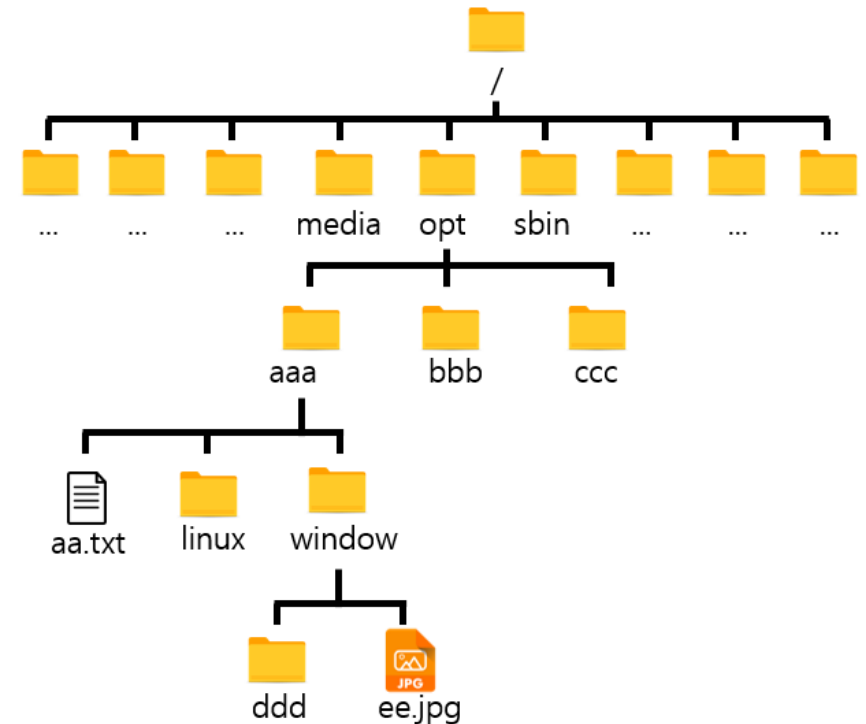 /
... ... ... media opt sbin ... ... ...
aaa bbb ccc
aa.txt linux window
JPG
ddd ee.jpg